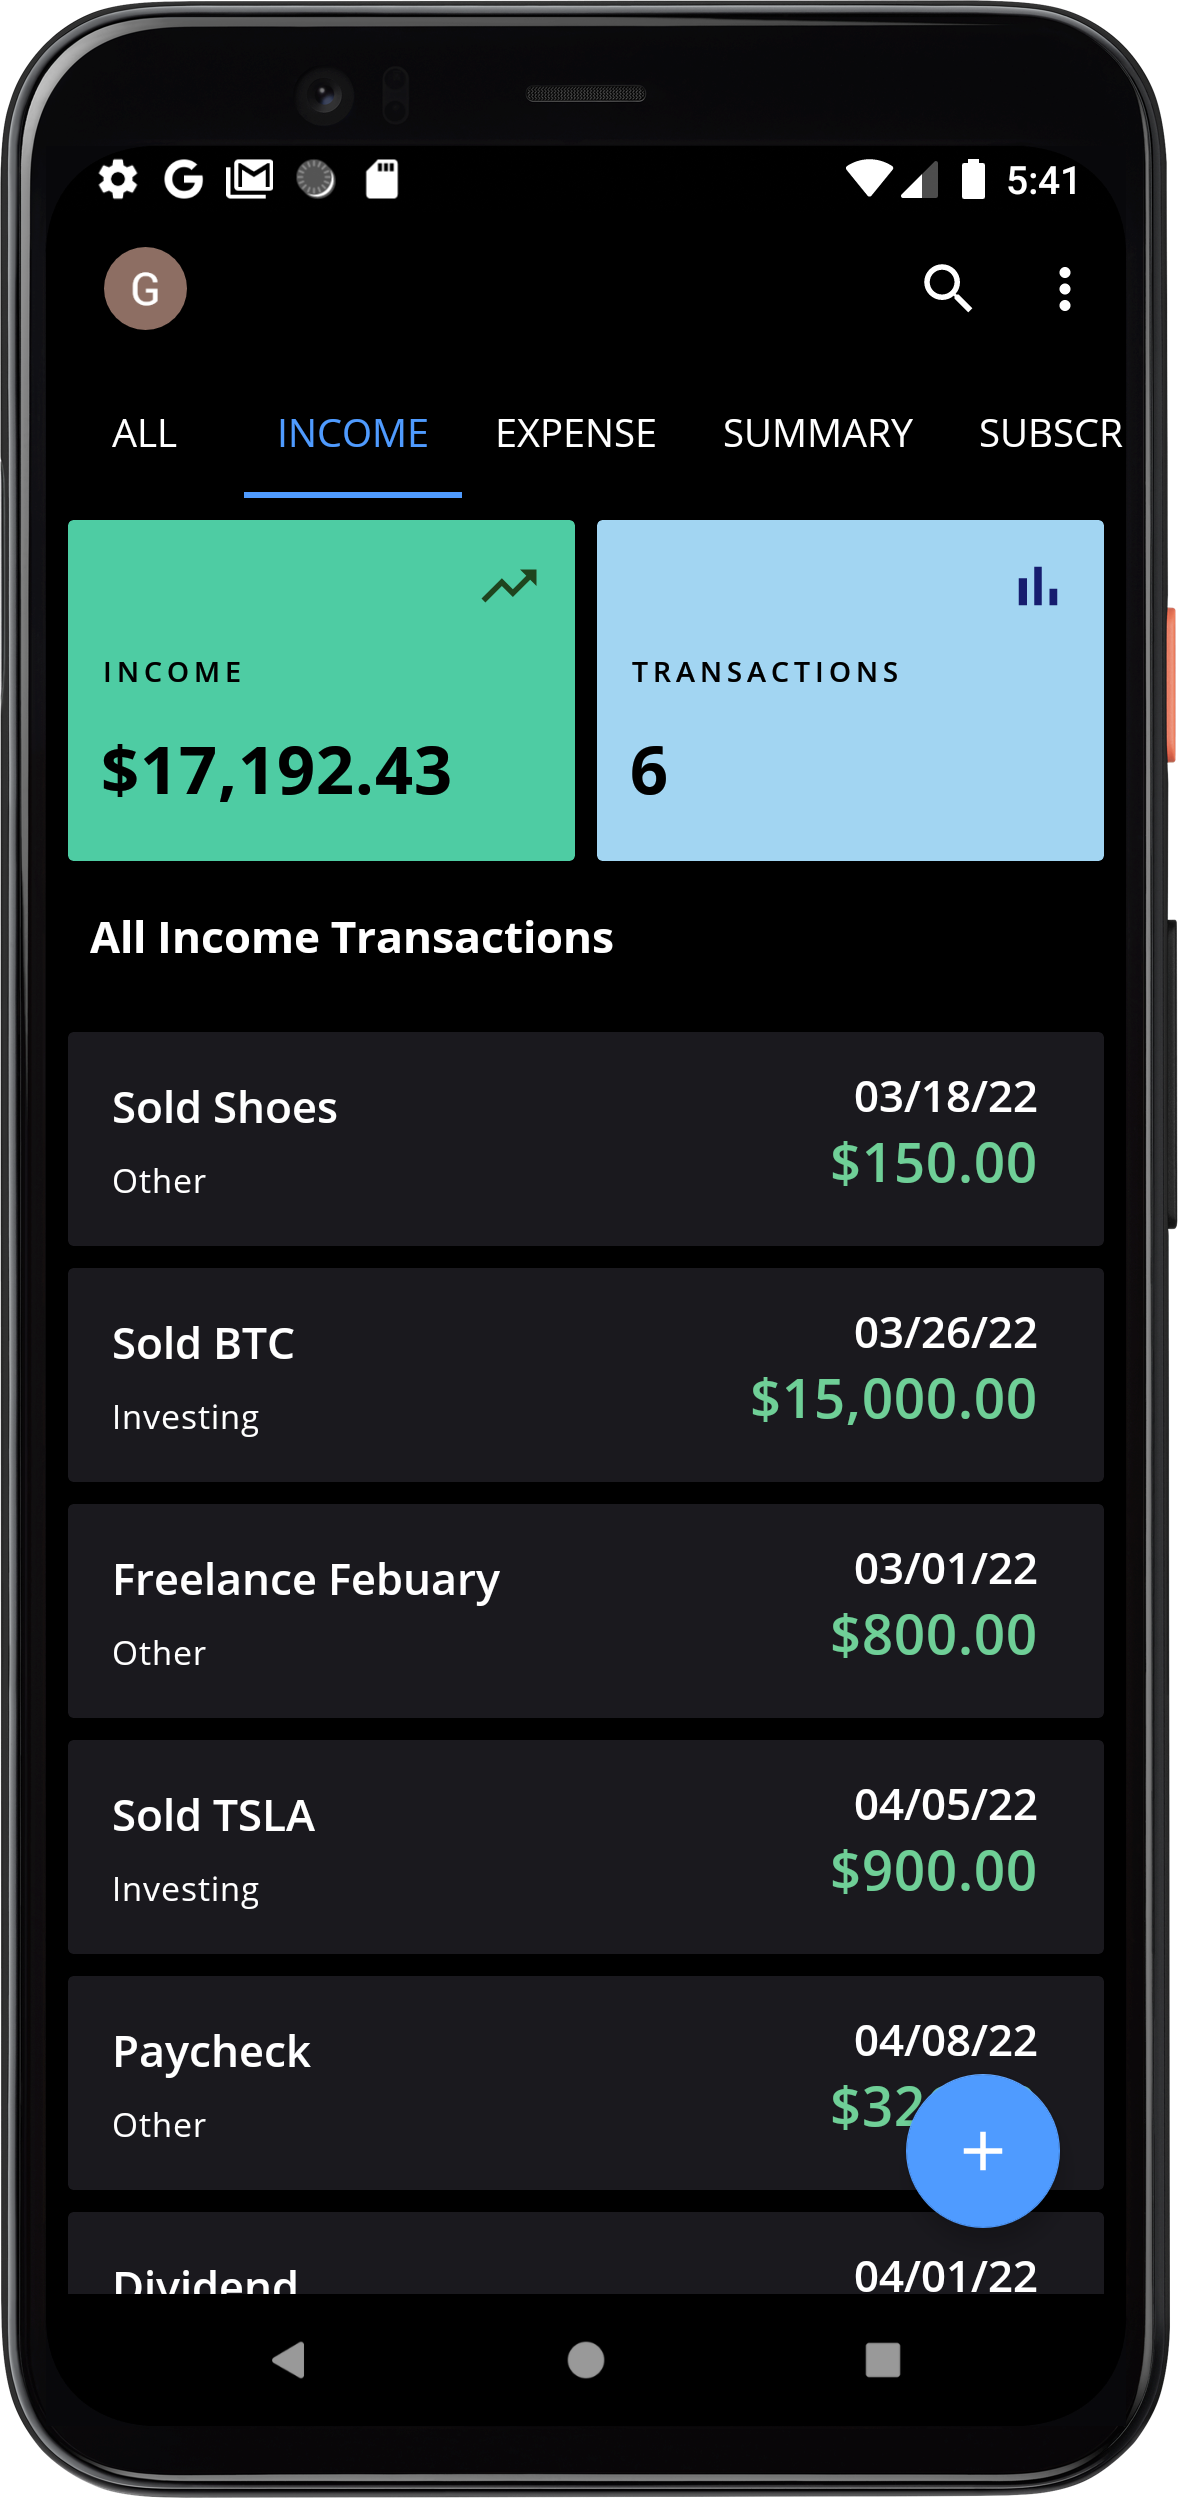 5:41
G
ALL INCOME EXPENSE SUMMARY SUBSCR
INCOME
$17,192.43
TRANSACTIONS
6
All Income Transactions
Sold Shoes
03/18/22
Other
$150.00
Sold BTC
03/26/22
Investing
$15,000.00
Freelance Febuary
03/01/22
Other
$800.00
Sold TSLA
04/05/22
Investing
$900.00
Paycheck
04/08/22
Other
$32
Dividend
04/01/22